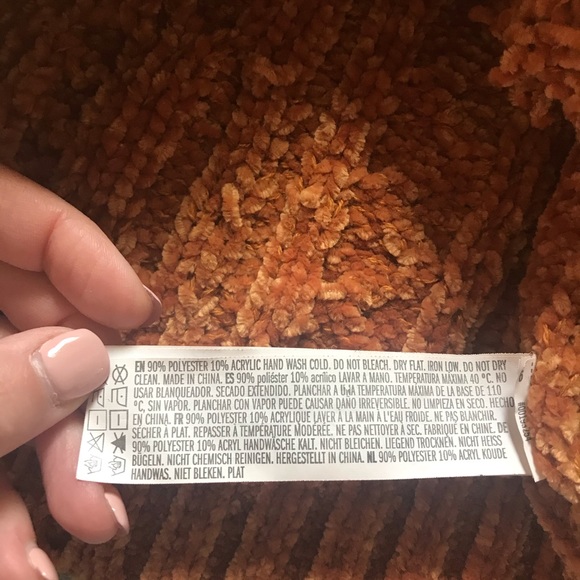 EN 90% POLYESTER 10% ACRYLIC HAND WASH COLD. DO NOT BLEACH. DRY FLAT. IRON LOW. DO NOT DRY
CLEAN. MADE IN CHINA. ES 90% poliéster 10% acrílico LAVAR A MANO. TEMPERATURA MÁXIMA 40 °C. NO
USAR BLANQUEADOR. SECADO EXTENDIDO. PLANCHAR A UNA TEMPERATURA MÁXIMA DE LA BASE DE 110
°C, SIN VAPOR. PLANCHAR CON VAPOR PUEDE CAUSAR DANO IRREVERSIBLE. NO LIMPIEZA EN SECO. HECHO
EN CHINA. FR 90% POLYESTER 10% ACRYLIQUE LAVER A LA MAIN A L'EAU FROIDE. NE PAS BLANCHIR.
SÉCHER À PLAT. REPASSER À TEMPÉRATURE MODÉRÉE. NE PAS NETTOYER À SEC. FABRIQUÉ EN CHINE. DE
90% POLYESTER 10% ACRYL HANDWÄSCHE KALT. NICHT BLEICHEN. LIEGEND TROCKNEN. NICHT HEISS
BÜGELN. NICHT CHEMISCH REINIGEN. HERGESTELLT IN CHINA. NL 90% POLYESTER 10% ACRYL KOUDE
HANDWAS. NIET BLEKEN. PLAT